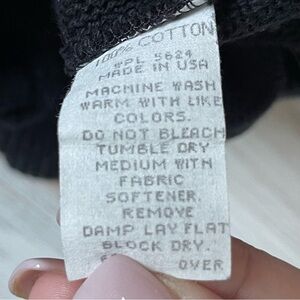 100% COTTON
WPL 5624
MADE IN USA
MACHINE WASH
WARM WITH LIKE
COLORS.
DO NOT BLEACH
TUMBLE DRY
MEDIUM WITH
FABRIC
SOFTENER.
REMOVE
DAMP LAY FLAT
BLOCK DRY.
OVER